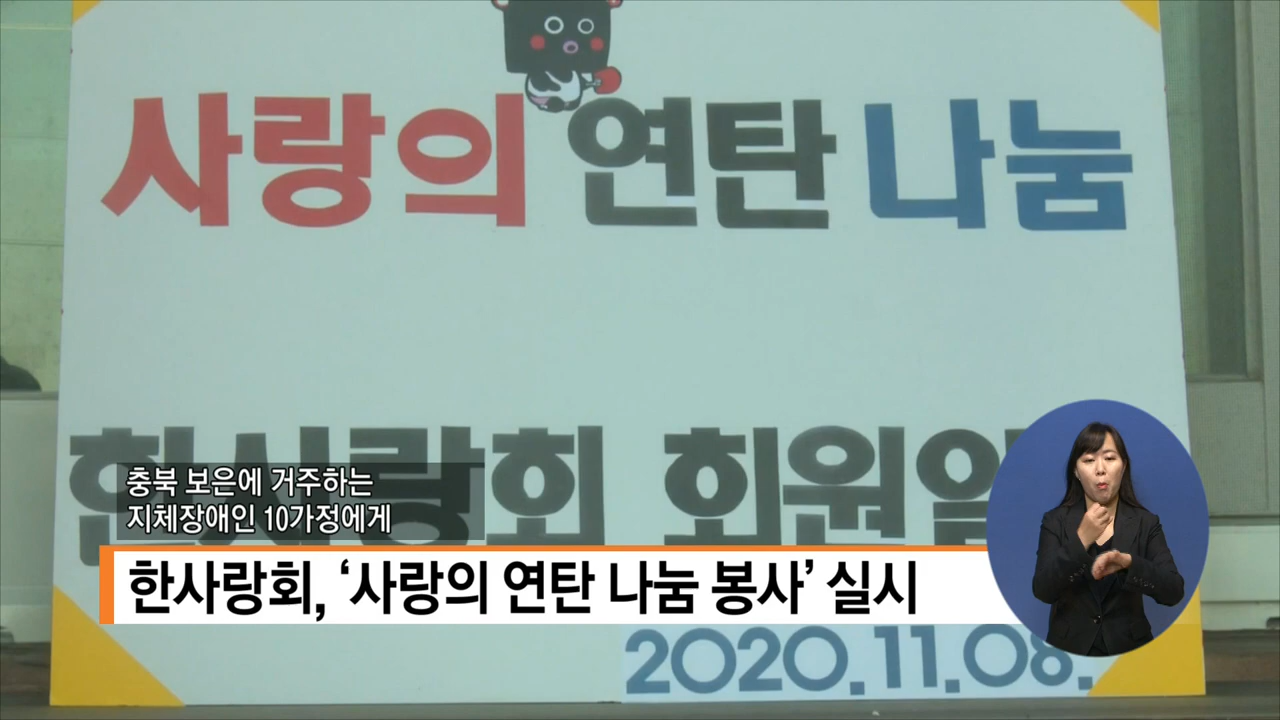 사랑의 연탄 나눔
한사랑회 회원일
충북 보은에 거주하는
지체장애인 10가정에게
한사랑회, ‘사랑의 연탄 나눔 봉사’ 실시
2020.11.08.